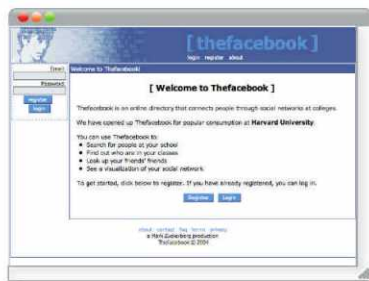 [thefacebook]
login register about
Email:
Password:
register
login
Welcome to Thefacebook!
[ Welcome to Thefacebook ]
Thefacebook is an online directory that connects people through social networks at colleges.
We have opened up Thefacebook for popular consumption at Harvard University.
You can use Thefacebook to:
• Search for people at your school
• Find out who are in your classes
• Look up your friends' friends
• See a visualization of your social network
To get started, click below to register. If you have already registered, you can log in.
Register Login
about contact faq terms privacy
a Mark Zuckerberg production
Thefacebook © 2004